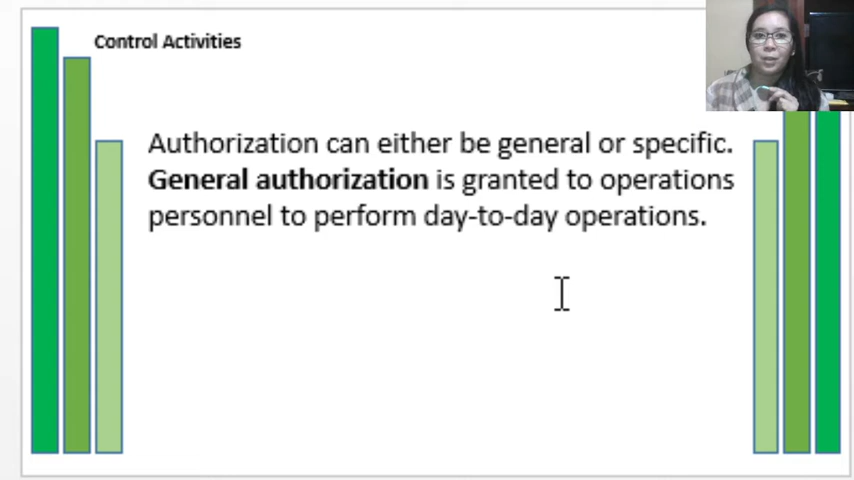 Control Activities
Authorization can either be general or specific.
General authorization is granted to operations
personnel to perform day-to-day operations.